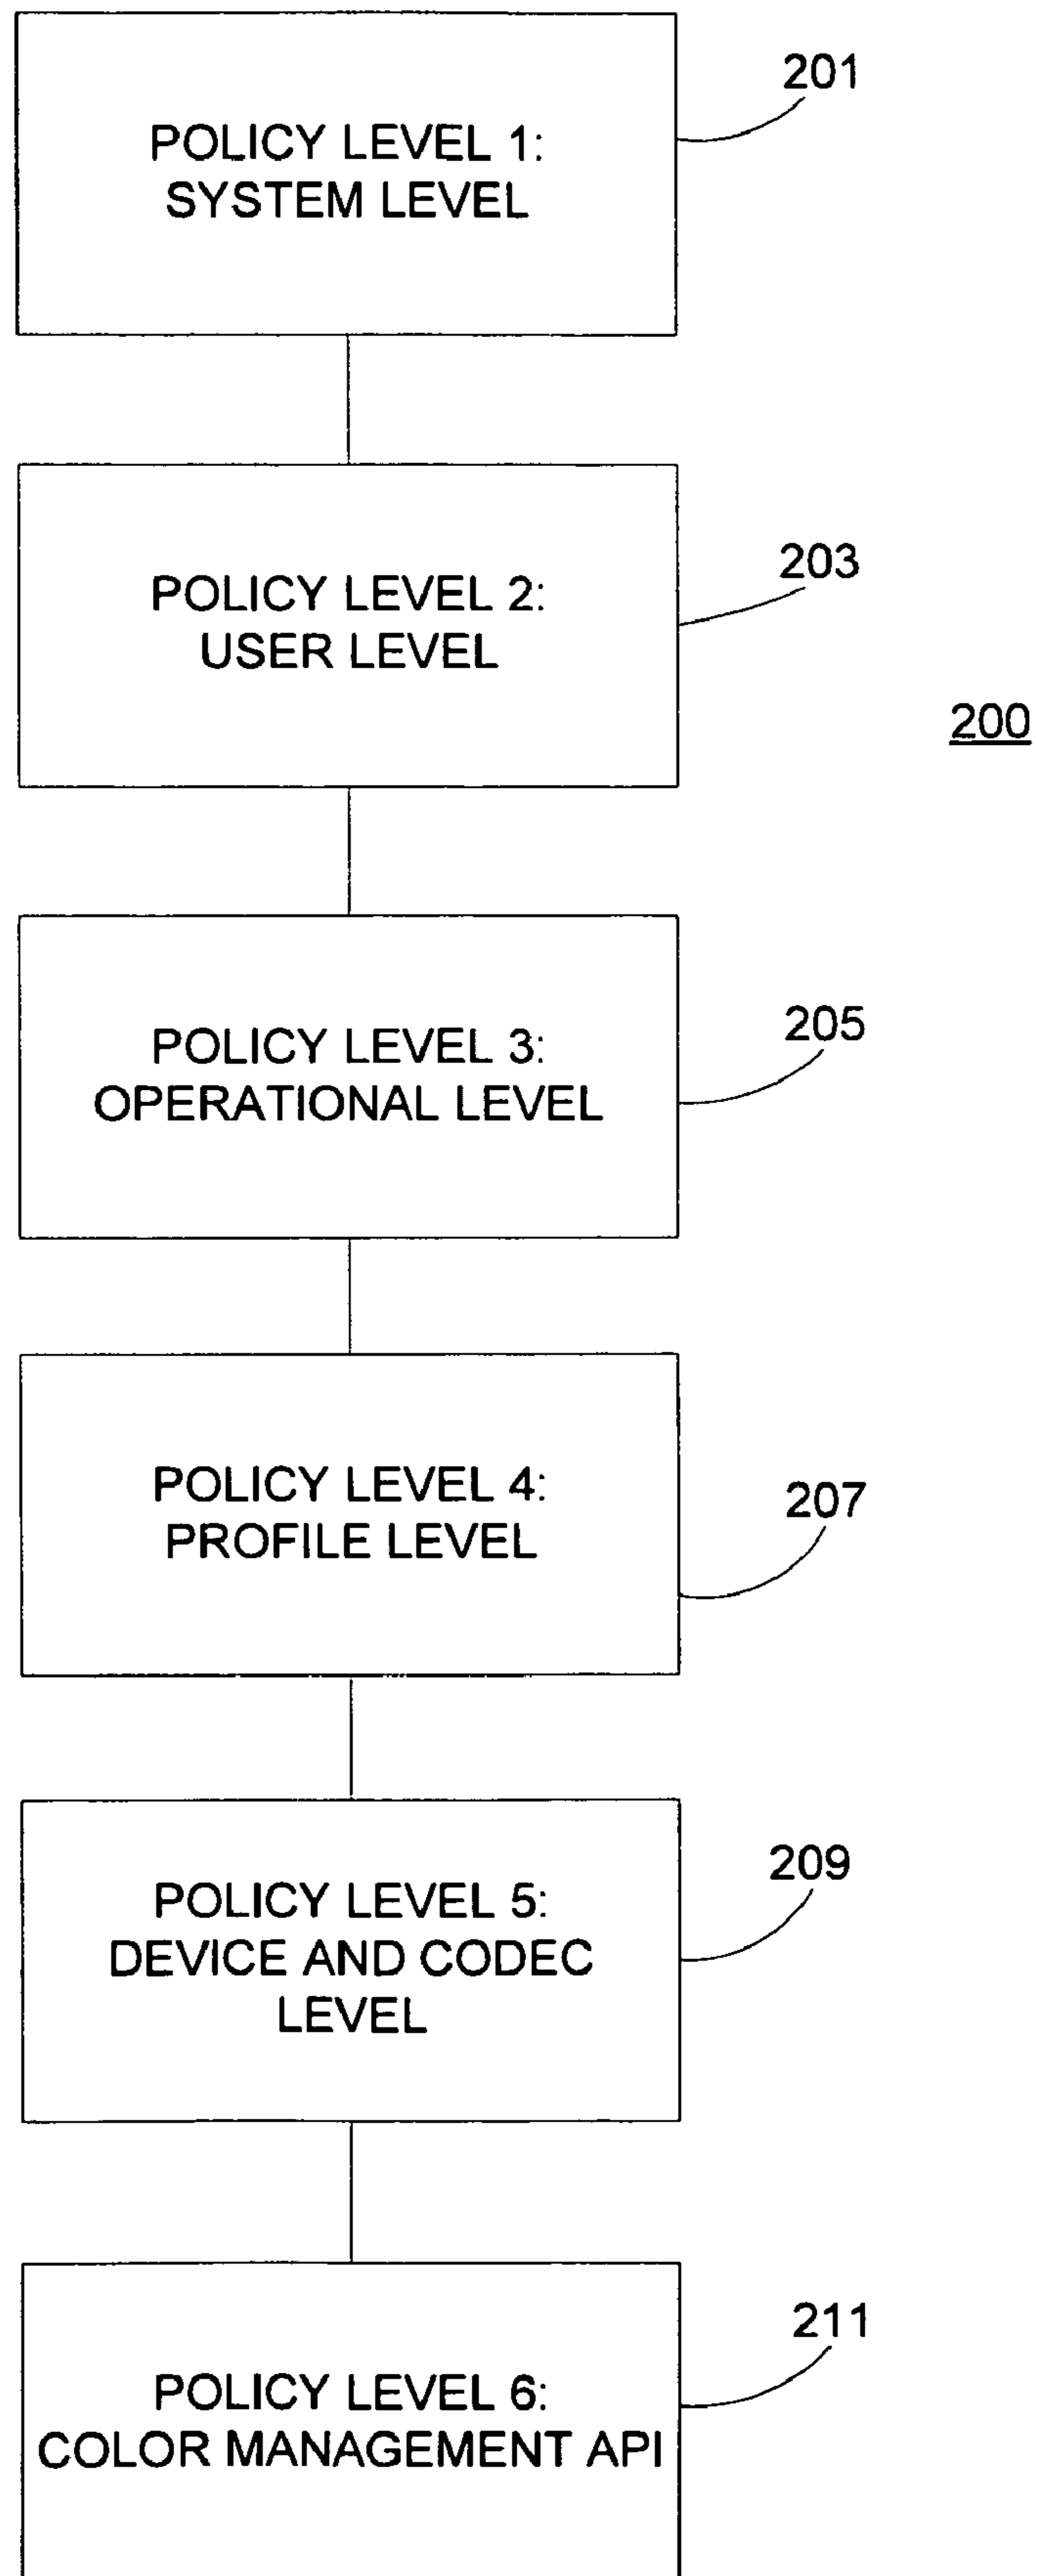 201
POLICY LEVEL 1:
SYSTEM LEVEL
203
POLICY LEVEL 2:
USER LEVEL
200
205
POLICY LEVEL 3:
OPERATIONAL LEVEL
207
POLICY LEVEL 4:
PROFILE LEVEL
209
POLICY LEVEL 5:
DEVICE AND CODEC
LEVEL
211
POLICY LEVEL 6:
COLOR MANAGEMENT API